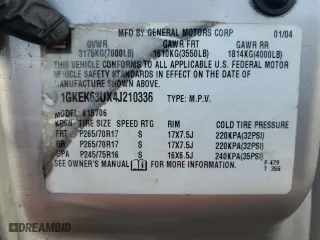 MFD BY GENERAL MOTORS CORP 01/04
GVWR GAWR FRT GAWR RR
3175KG(7000LB) 1610KG(3550LB) 1814KG(4000LB)
THIS VEHICLE CONFORMS TO ALL APPLICABLE U.S. FEDERAL
MOTOR VEHICLE SAFETY STANDARDS IN EFFECT ON THE DATE OF
MANUFACTURE SHOWN ABOVE.
1GKEK63UX4J210336 TYPE: M.P.V.
MODEL: K15706
TIRE SIZE SPEED RTG RIM COLD TIRE PRESSURE
FRT P265/70R17 S 17X7.5J 220KPA(32PSI)
RR P265/70R17 S 17X7.5J 220KPA(32PSI)
SPA P245/75R16 S 16X6.5J 240KPA(35PSI)
SEE OWNER'S MANUAL FOR MORE INFORMATION. F 479
1 356
AUTOBIDMASTER